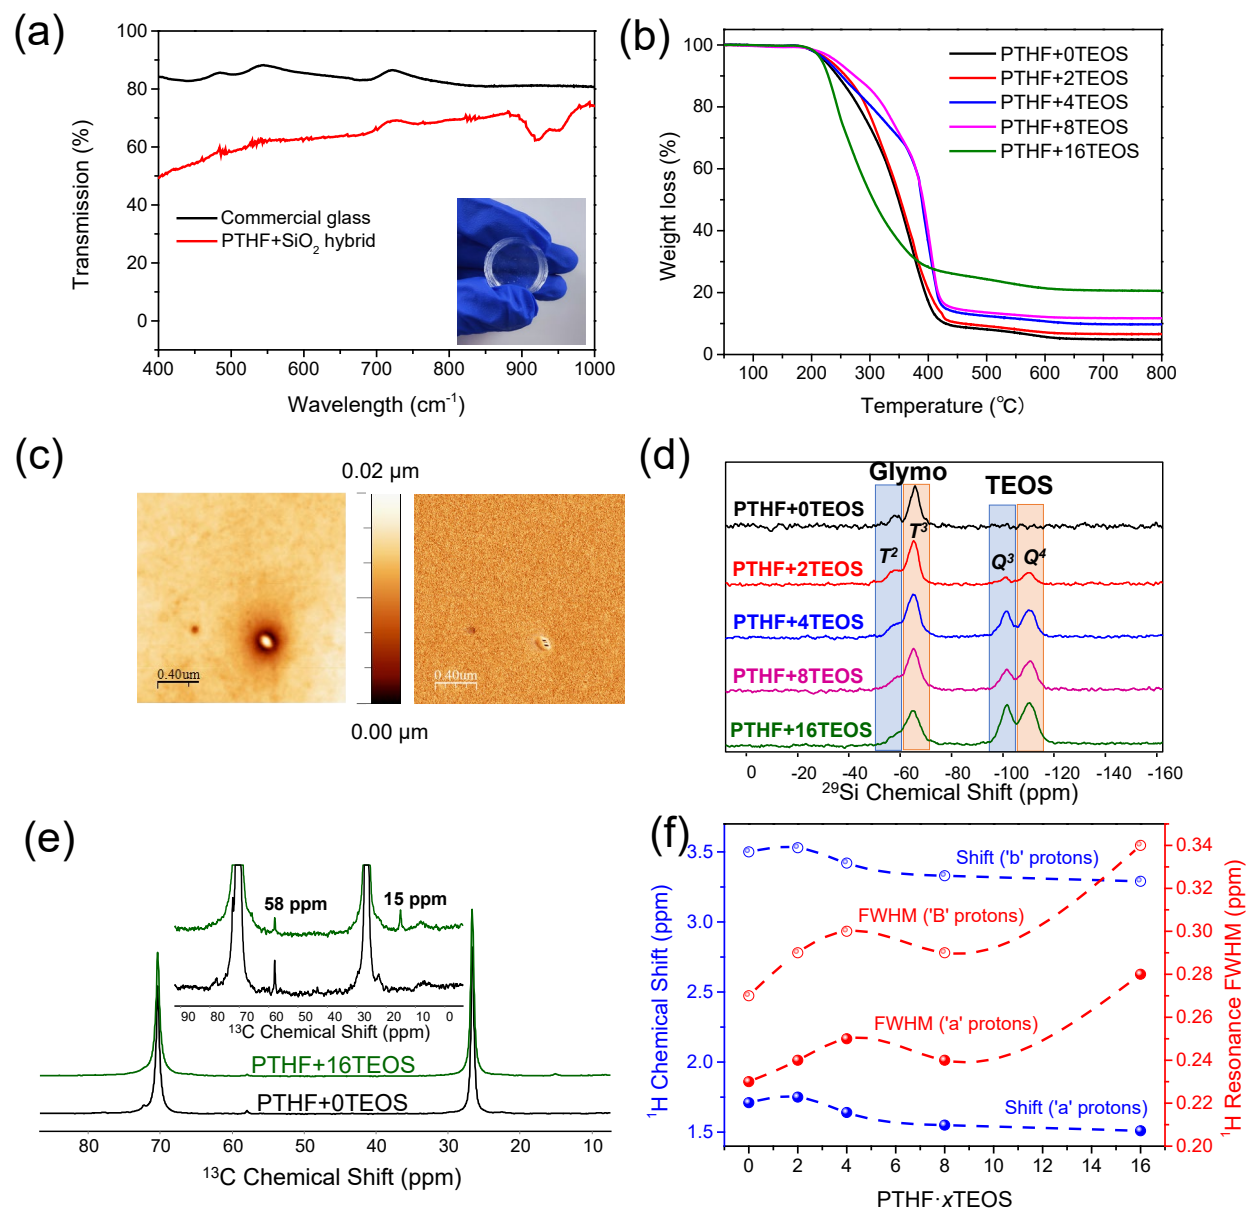 (a)
100
80
60
40
20
0
Transmission (%)
Commercial glass
PTHF+SiO2 hybrid
400 500 600 700 800 900 1000
Wavelength (cm-1)
(b)
100
80
60
40
20
0
Weight loss (%)
PTHF+0TEOS
PTHF+2TEOS
PTHF+4TEOS
PTHF+8TEOS
PTHF+16TEOS
100 200 300 400 500 600 700 800
Temperature (℃)
(c)
0.02 µm
0.40um
0.40um
0.00 µm
(d)
Glymo
TEOS
PTHF+0TEOS
T3
T2
Q3
Q4
PTHF+2TEOS
PTHF+4TEOS
PTHF+8TEOS
PTHF+16TEOS
0 -20 -40 -60 -80 -100 -120 -140 -160
29Si Chemical Shift (ppm)
(e)
58 ppm
15 ppm
90 80 70 60 50 40 30 20 10 0
13C Chemical Shift (ppm)
PTHF+16TEOS
PTHF+0TEOS
80 70 60 50 40 30 20 10
13C Chemical Shift (ppm)
(f)
3.5
3.0
2.5
2.0
1.5
1H Chemical Shift (ppm)
Shift ('b' protons)
FWHM ('B' protons)
FWHM ('a' protons)
Shift ('a' protons)
0.34
0.32
0.30
0.28
0.26
0.24
0.22
0.20
1H Resonance FWHM (ppm)
0 2 4 6 8 10 12 14 16
PTHF·xTEOS